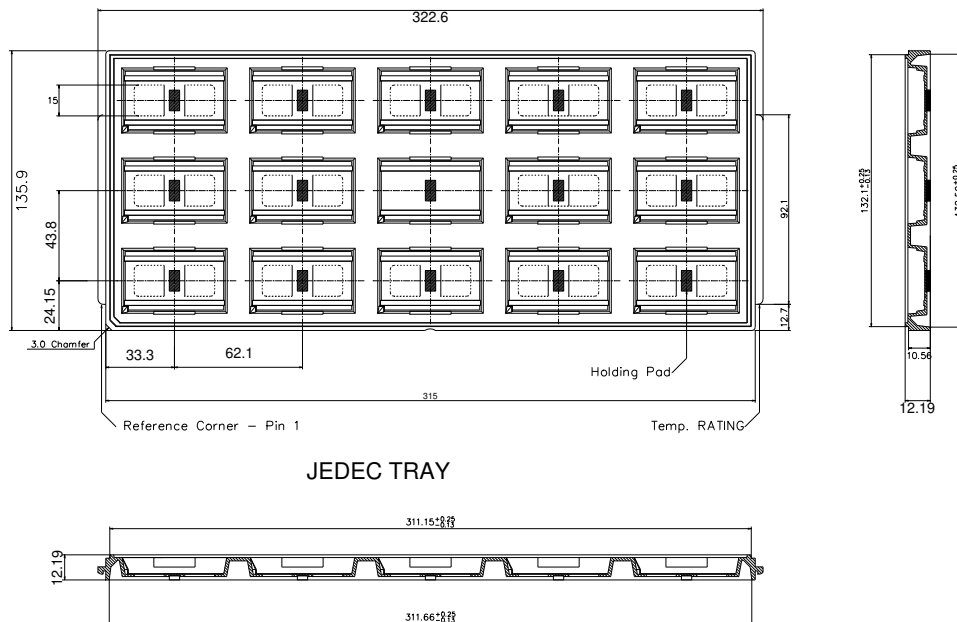 322.6
15
135.9
43.8
24.15
92.1
12.7
132.1 +0.25 -0.13
3.0 Chamfer
33.3
62.1
Holding Pad
10.56
12.19
315
Reference Corner – Pin 1
Temp. RATING
JEDEC TRAY
311.15 +0.25 -0.13
12.19
311.66 +0.25 -0.13